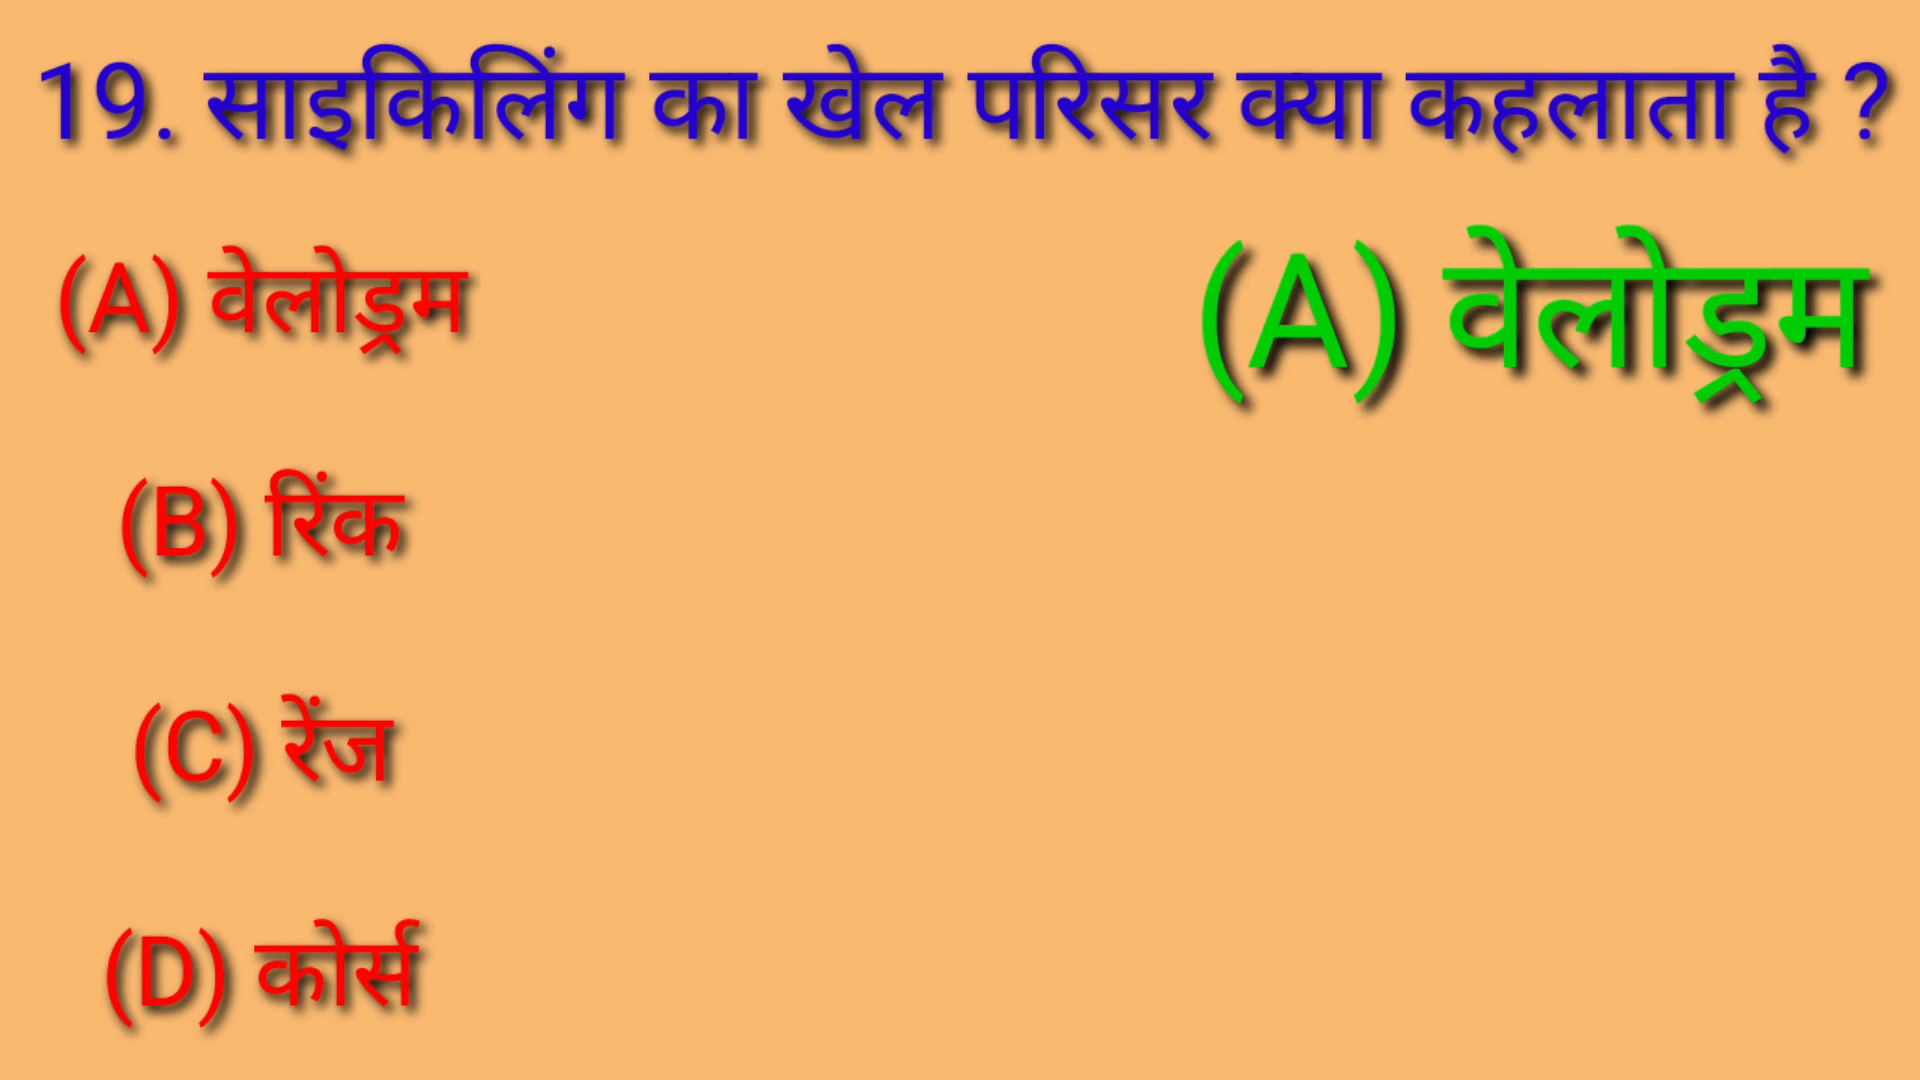 19. साइकिलिंग का खेल परिसर क्या कहलाता है ?
(A) वेलोड्रम
(A) वेलोड्रम
(B) रिंक
(C) रेंज
(D) कोर्स